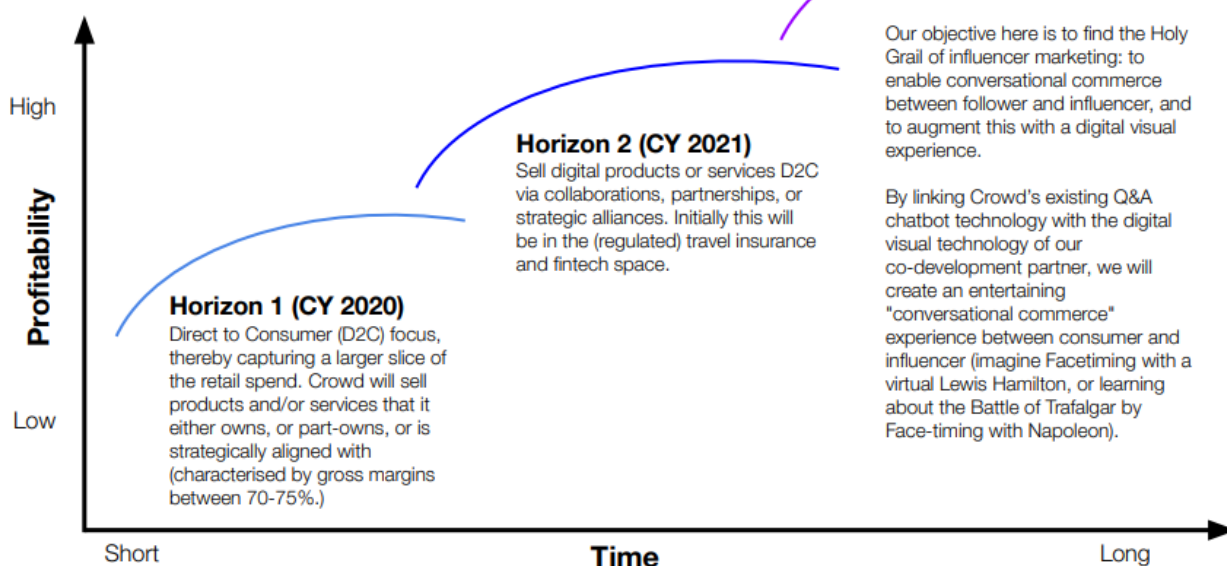 High
Profitability
Low
Horizon 1 (CY 2020)
Direct to Consumer (D2C) focus,
thereby capturing a larger slice of
the retail spend. Crowd will sell
products and/or services that it
either owns, or part-owns, or is
strategically aligned with
(characterised by gross margins
between 70-75%.)
Horizon 2 (CY 2021)
Sell digital products or services D2C
via collaborations, partnerships, or
strategic alliances. Initially this will
be in the (regulated) travel insurance
and fintech space.
Our objective here is to find the Holy
Grail of influencer marketing: to
enable conversational commerce
between follower and influencer, and
to augment this with a digital visual
experience.
By linking Crowd's existing Q&A
chatbot technology with the digital
visual technology of our
co-development partner, we will
create an entertaining
"conversational commerce"
experience between consumer and
influencer (imagine Facetiming with a
virtual Lewis Hamilton, or learning
about the Battle of Trafalgar by
Face-timing with Napoleon).
Short
Time
Long